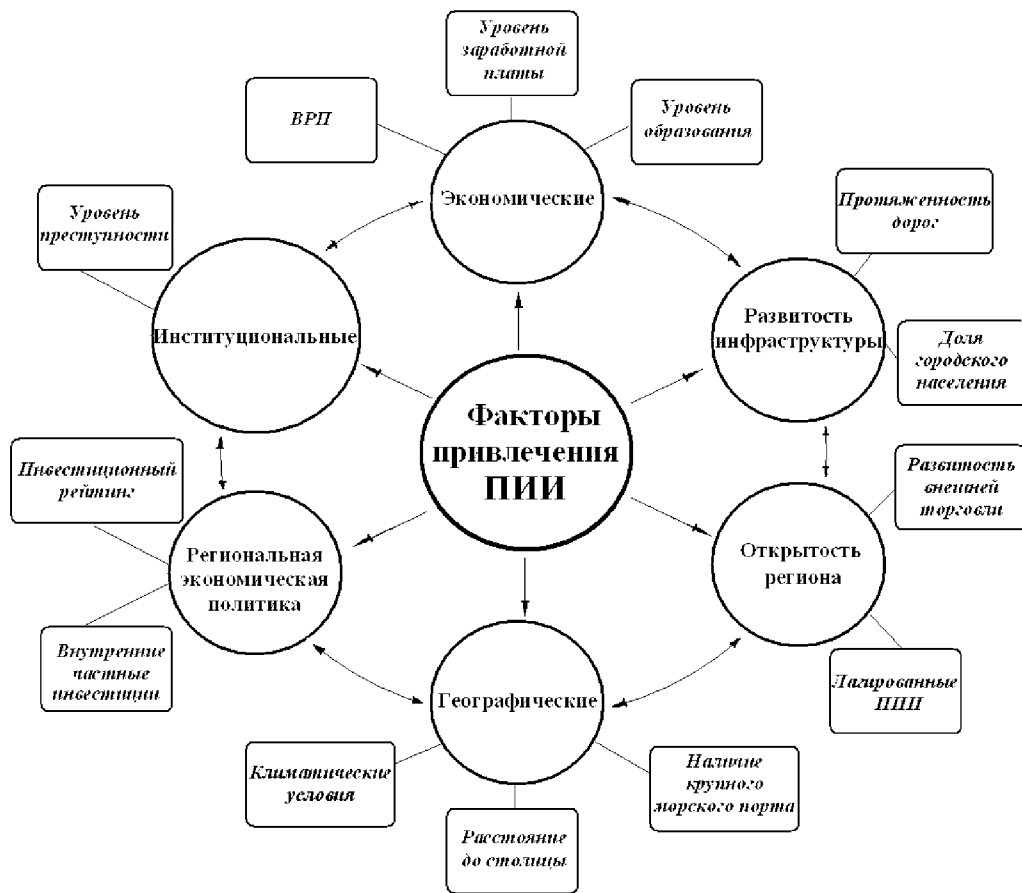 Уровень
заработной
платы
ВРП
Уровень
образования
Экономические
Уровень
преступности
Протяженность
дорог
Институциональные
Развитость
инфраструктуры
Доля
городского
населения
Факторы
привлечения
ПИИ
Инвестиционный
рейтинг
Развитость
внешней
торговли
Региональная
экономическая
политика
Открытость
региона
Внутренние
частные
инвестиции
Лагированные
ПИИ
Географические
Климатические
условия
Наличие
крупного
морского порта
Расстояние
до столицы